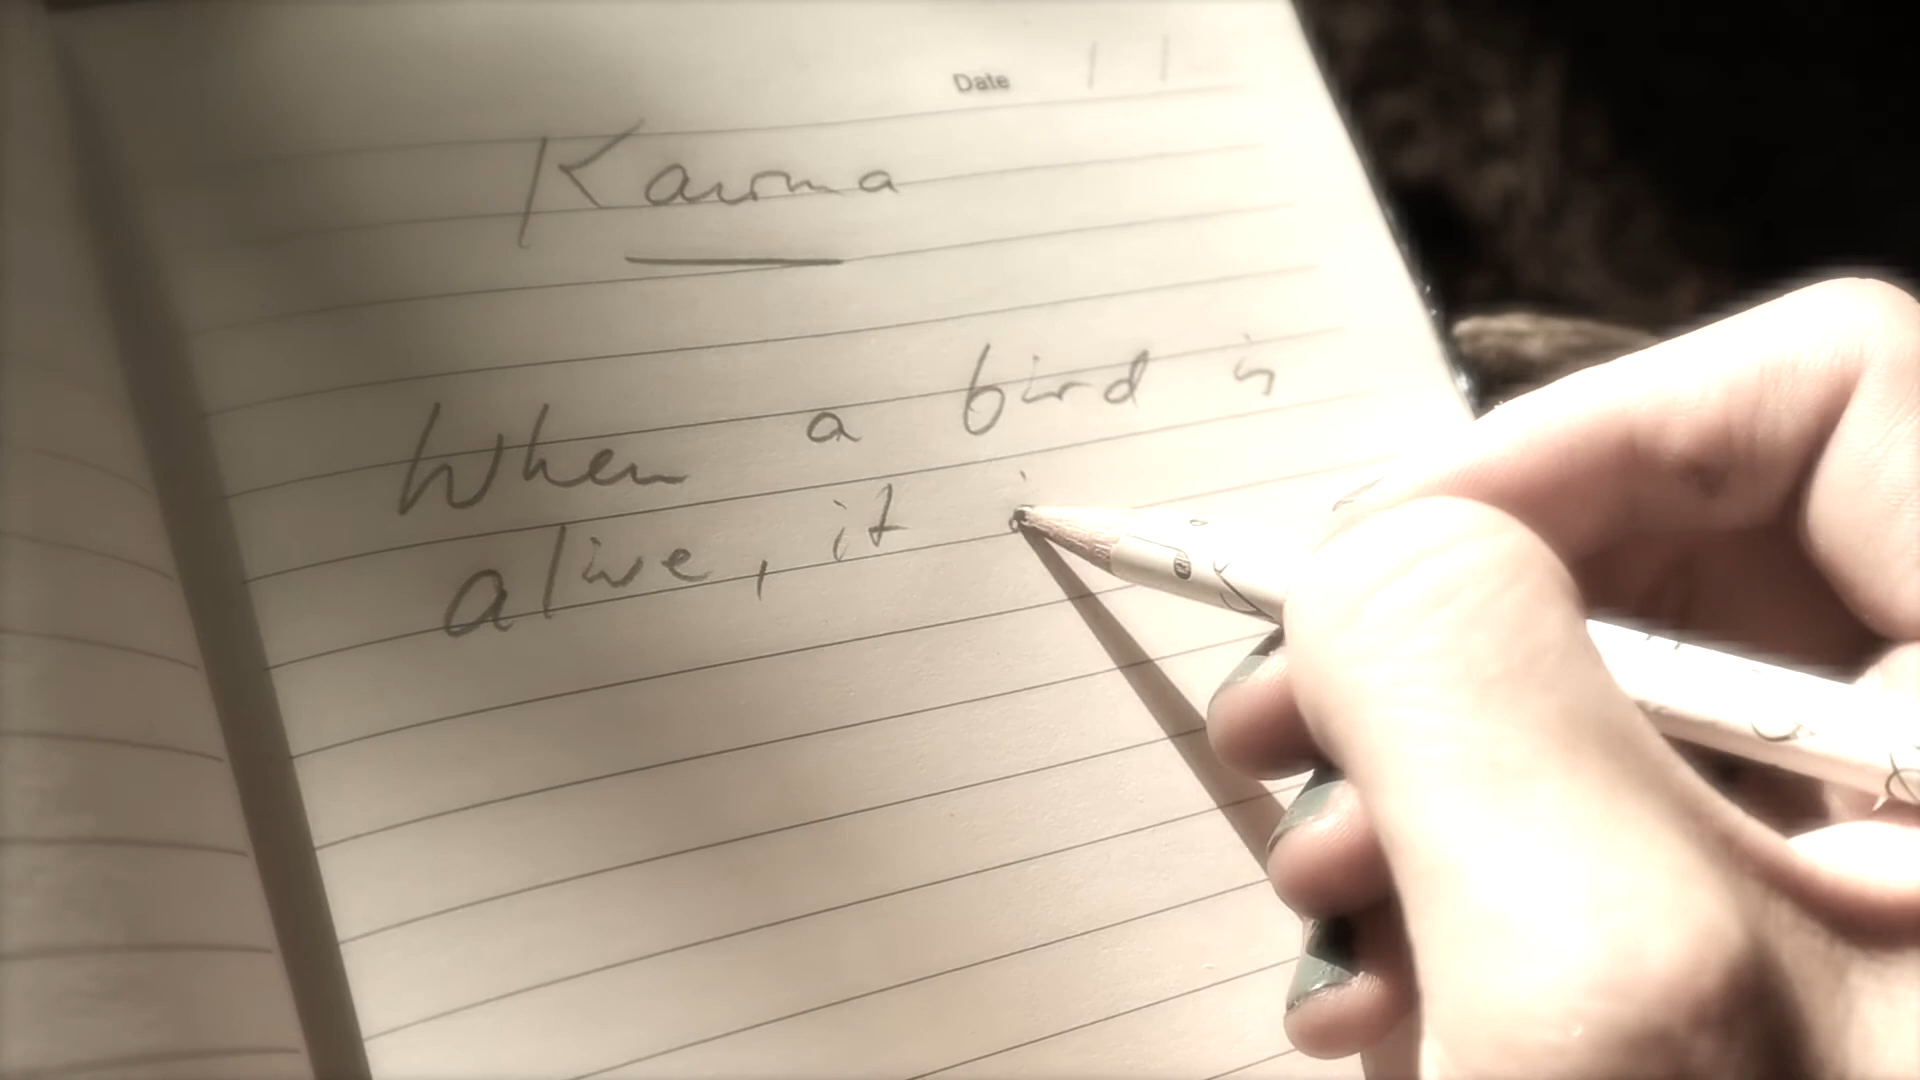 Date / /
Karma
When a bird is
alive, it i